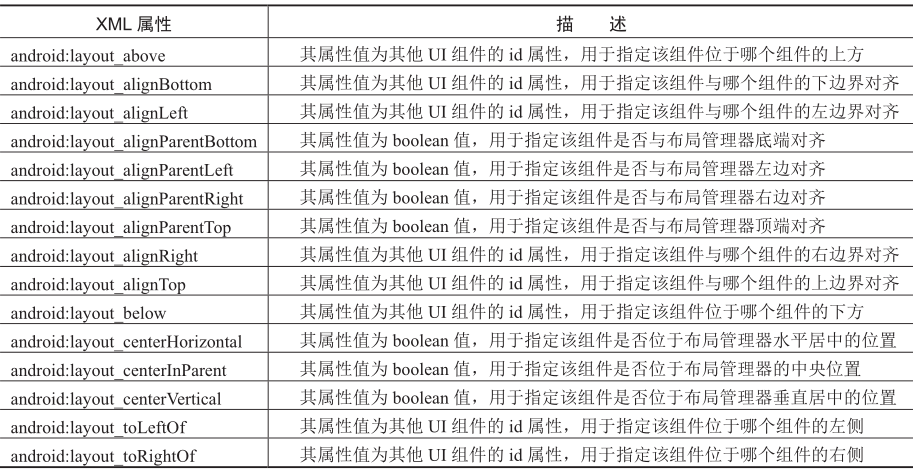 XML 属性 描 述
android:layout_above 其属性值为其他 UI 组件的 id 属性，用于指定该组件位于哪个组件的上方
android:layout_alignBottom 其属性值为其他 UI 组件的 id 属性，用于指定该组件与哪个组件的下边界对齐
android:layout_alignLeft 其属性值为其他 UI 组件的 id 属性，用于指定该组件与哪个组件的左边界对齐
android:layout_alignParentBottom 其属性值为 boolean 值，用于指定该组件是否与布局管理器底端对齐
android:layout_alignParentLeft 其属性值为 boolean 值，用于指定该组件是否与布局管理器左边对齐
android:layout_alignParentRight 其属性值为 boolean 值，用于指定该组件是否与布局管理器右边对齐
android:layout_alignParentTop 其属性值为 boolean 值，用于指定该组件是否与布局管理器顶端对齐
android:layout_alignRight 其属性值为其他 UI 组件的 id 属性，用于指定该组件与哪个组件的右边界对齐
android:layout_alignTop 其属性值为其他 UI 组件的 id 属性，用于指定该组件与哪个组件的上边界对齐
android:layout_below 其属性值为其他 UI 组件的 id 属性，用于指定该组件位于哪个组件的下方
android:layout_centerHorizontal 其属性值为 boolean 值，用于指定该组件是否位于布局管理器水平居中的位置
android:layout_centerInParent 其属性值为 boolean 值，用于指定该组件是否位于布局管理器的中央位置
android:layout_centerVertical 其属性值为 boolean 值，用于指定该组件是否位于布局管理器垂直居中的位置
android:layout_toLeftOf 其属性值为其他 UI 组件的 id 属性，用于指定该组件位于哪个组件的左侧
android:layout_toRightOf 其属性值为其他 UI 组件的 id 属性，用于指定该组件位于哪个组件的右侧